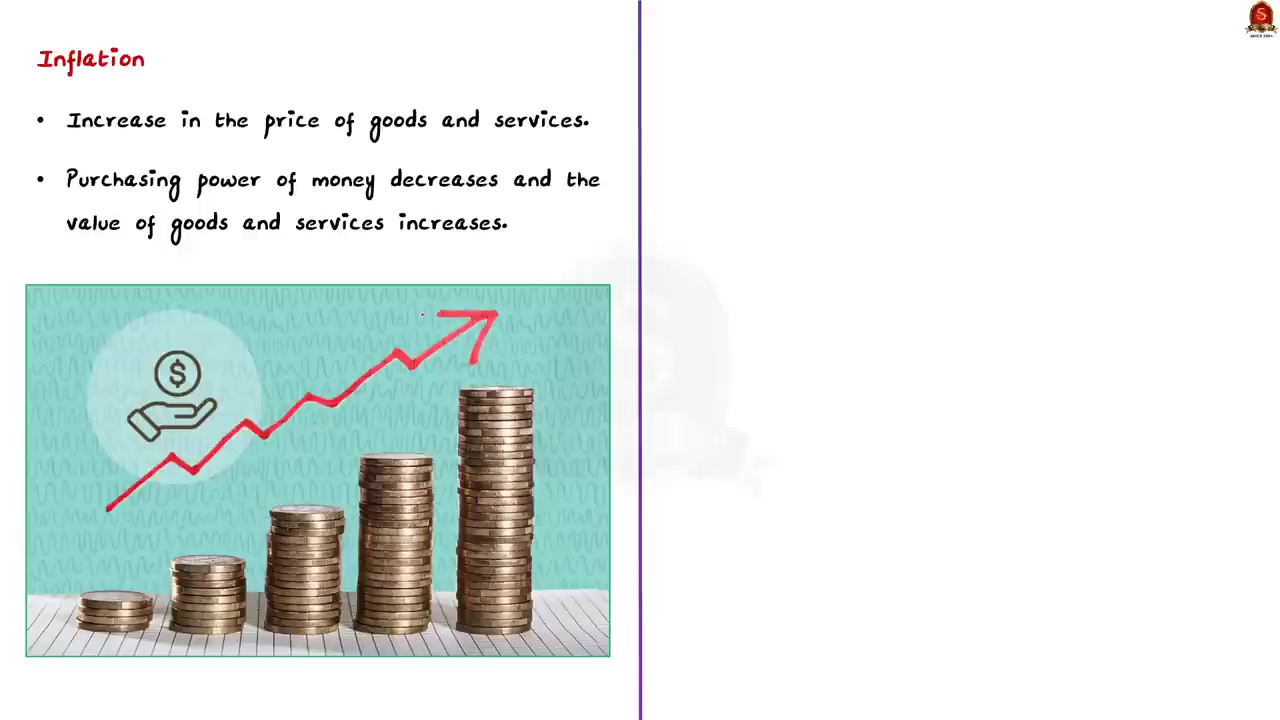 Inflation
• Increase in the price of goods and services.
• Purchasing power of money decreases and the
value of goods and services increases.
$
S